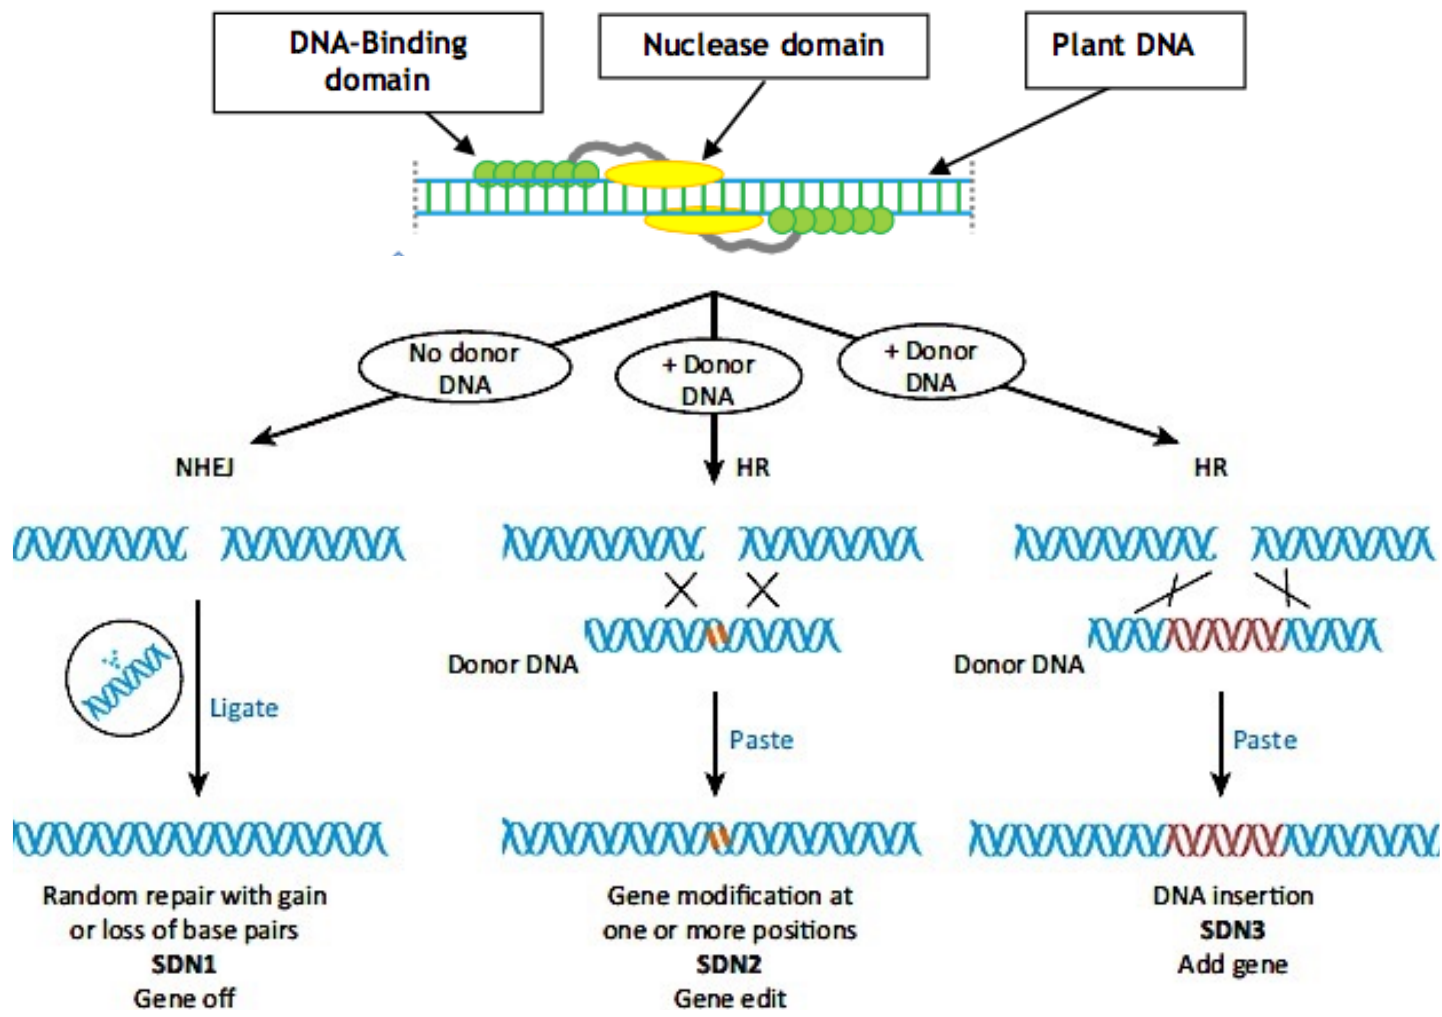 DNA-Binding
domain
Nuclease domain
Plant DNA
No donor
DNA
+ Donor
DNA
+ Donor
DNA
NHEJ
HR
HR
Donor DNA
Donor DNA
Ligate
Paste
Paste
Random repair with gain
or loss of base pairs
SDN1
Gene off
Gene modification at
one or more positions
SDN2
Gene edit
DNA insertion
SDN3
Add gene